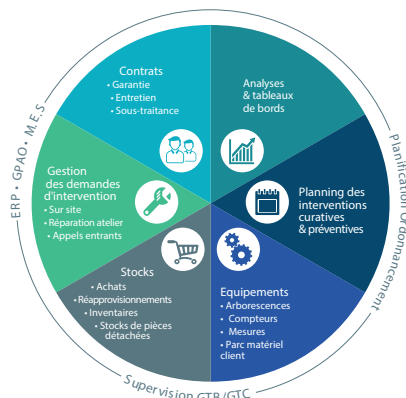 Contrats
• Garantie
• Entretien
• Sous-traitance
Analyses
& tableaux
de bords
Gestion
des demandes
d'intervention
• Sur site
• Réparation atelier
• Appels entrants
Planning des
interventions
curatives
& préventives
Stocks
• Achats
• Réapprovisionnements
• Inventaires
• Stocks de pièces
détachées
Equipements
• Arborescences
• Compteurs
• Mesures
• Parc matériel
client
ERP • GPAO • M.E.S
Planification Ordonnancement
Supervision GTB/GTC